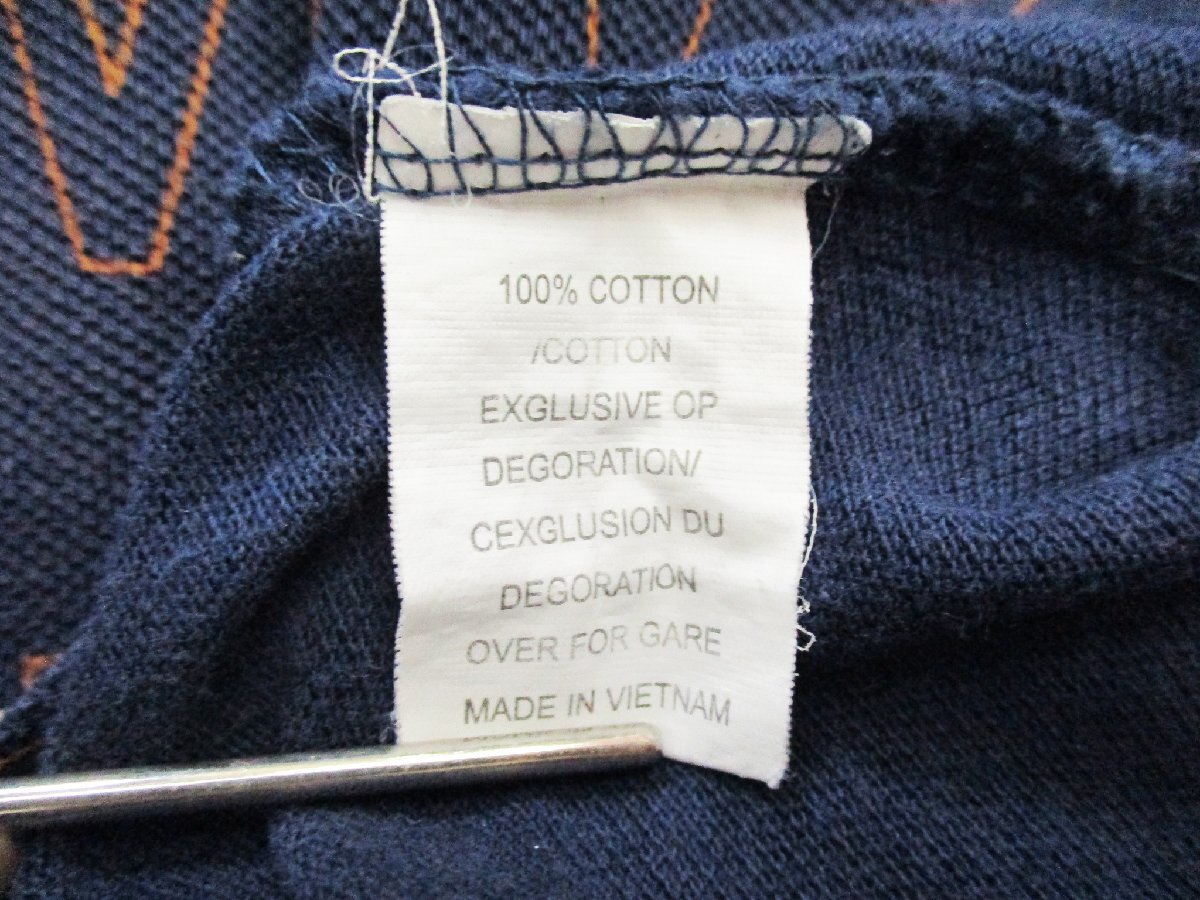 100% COTTON
/COTTON
EXGLUSIVE OP
DEGORATION/
CEXGLUSION DU
DEGORATION
OVER FOR GARE
MADE IN VIETNAM